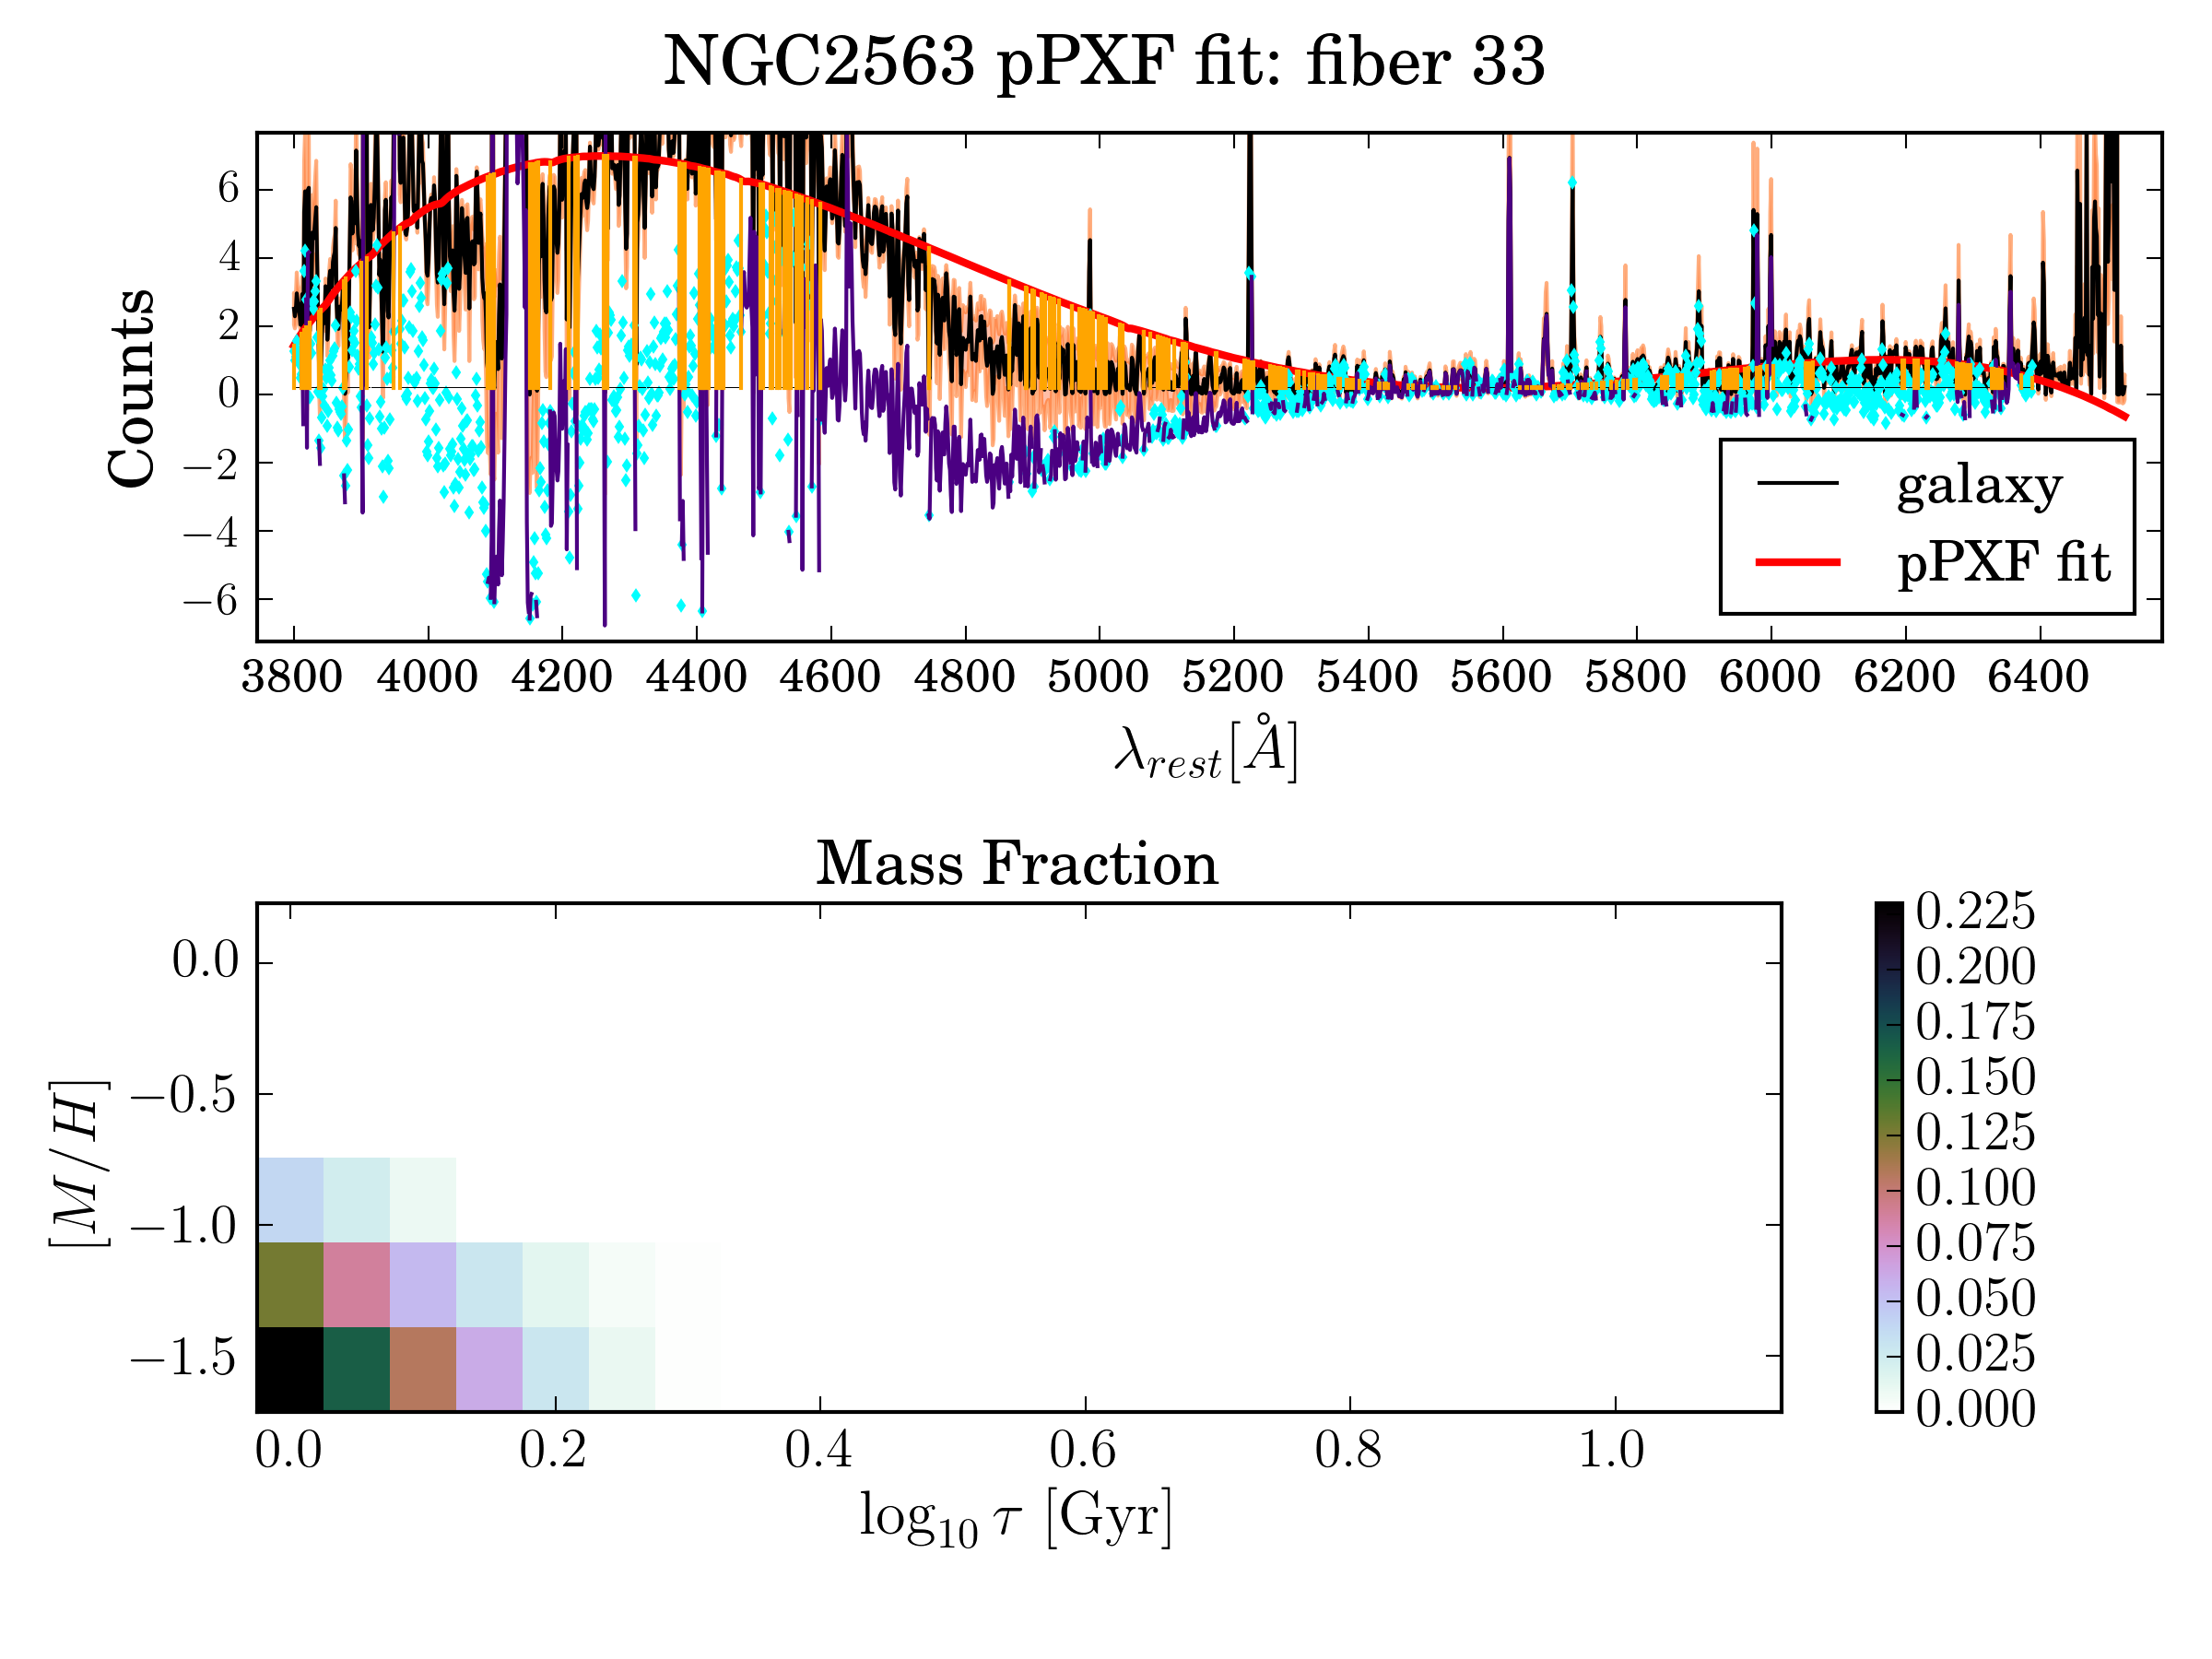 NGC2563 pPXF fit: fiber 33
Counts
6
4
2
0
−2
−4
−6
galaxy
pPXF fit
3800 4000 4200 4400 4600 4800 5000 5200 5400 5600 5800 6000 6200 6400
λrest[Å]
Mass Fraction
[M/H]
0.0
−0.5
−1.0
−1.5
0.0 0.2 0.4 0.6 0.8 1.0
log10 τ [Gyr]
0.225
0.200
0.175
0.150
0.125
0.100
0.075
0.050
0.025
0.000